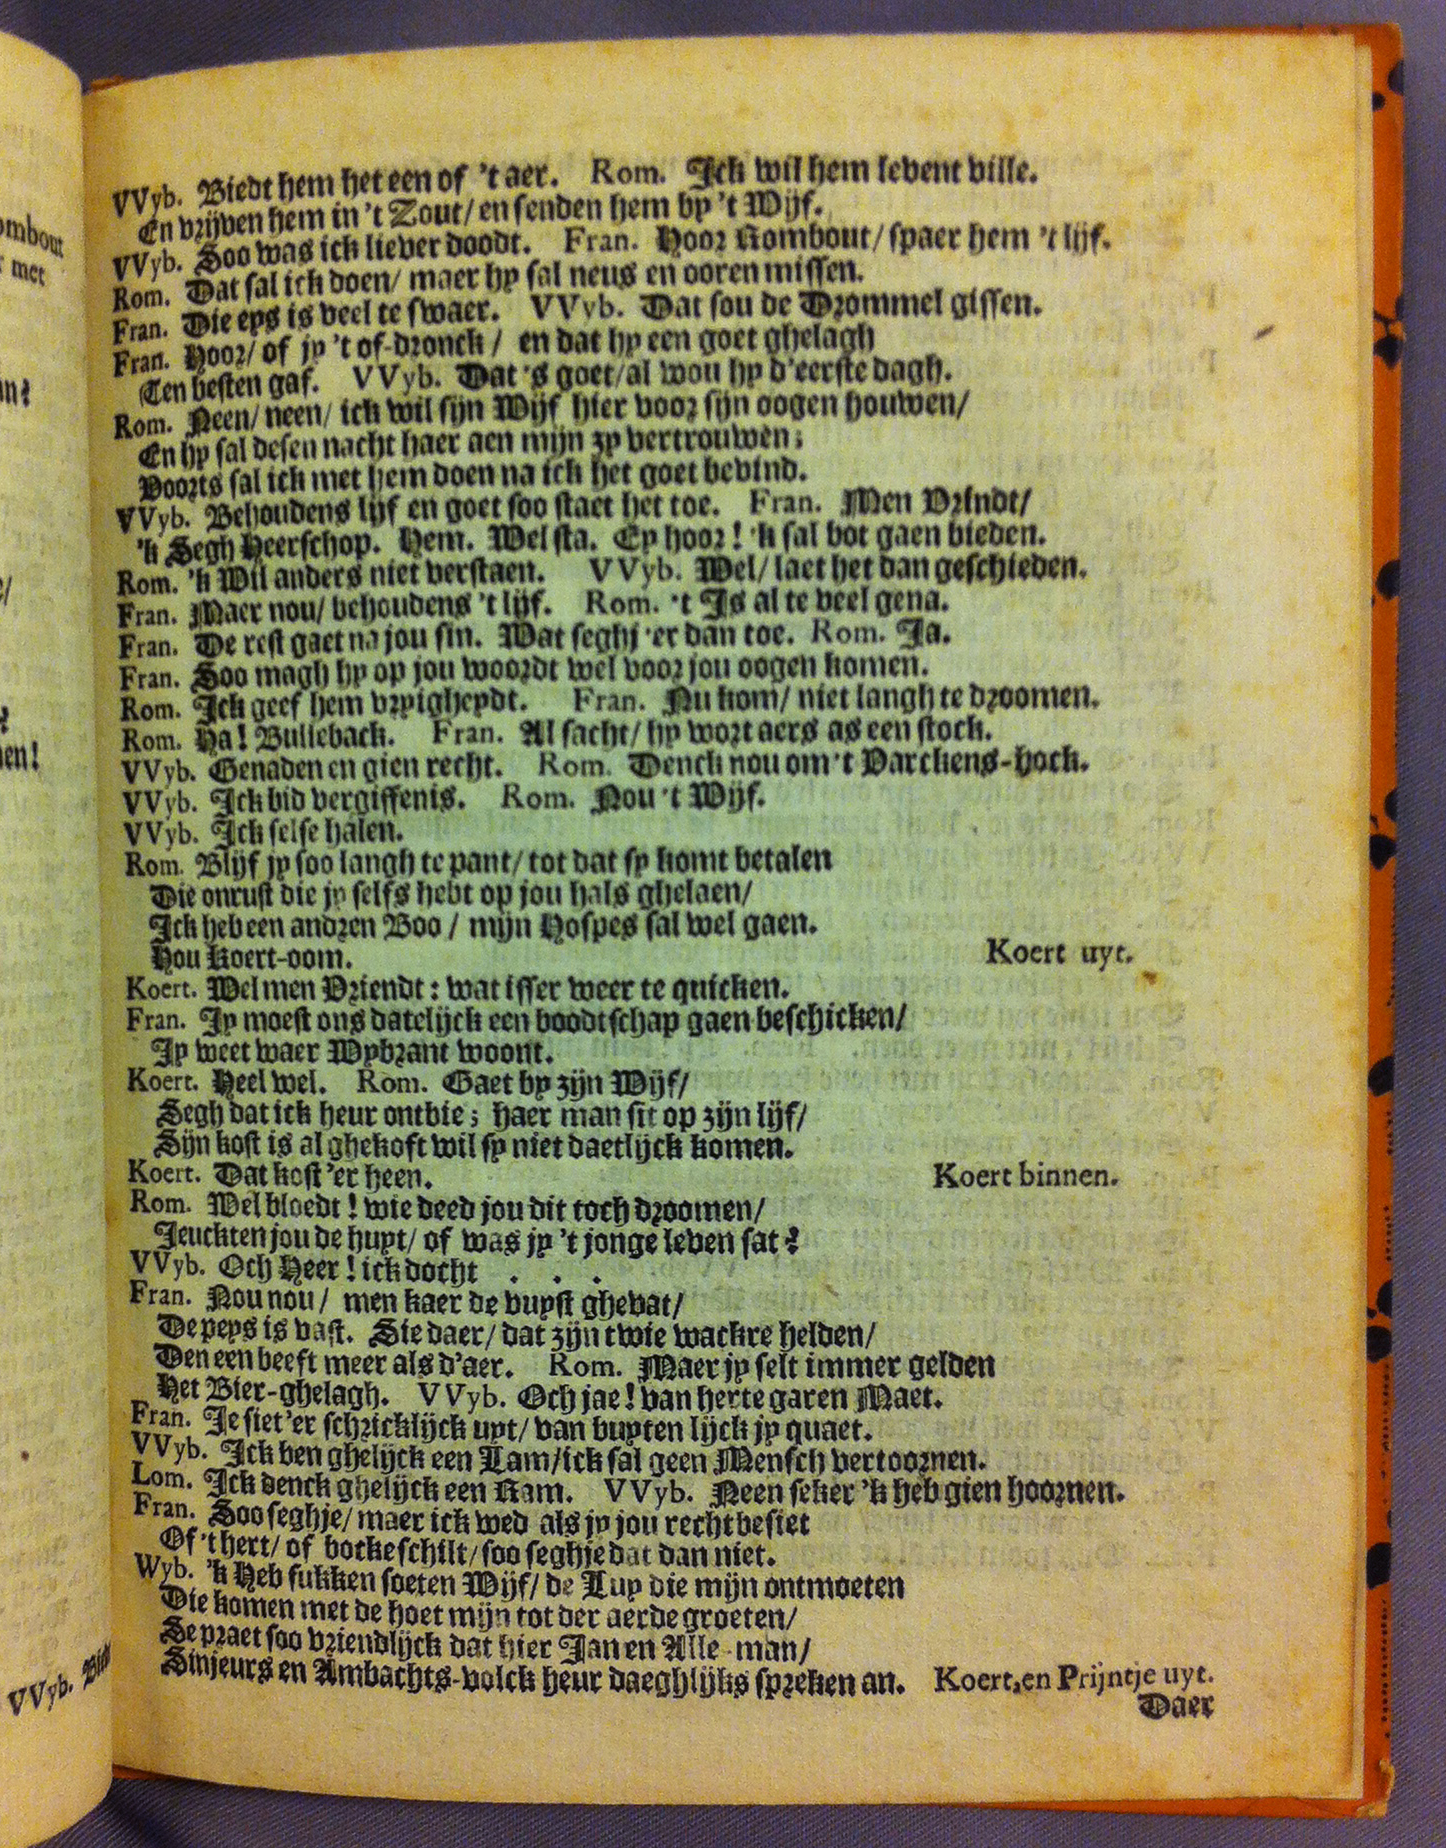 VVyb. Biedt hem het een of 't aer. Rom. Ick wil hem levent ville.
En vrijven hem in 't Zout/ en senden hem by 't Wijf.
VVyb. Soo was ick liever doodt. Fran. Hoor Rombout/ spaer hem 't lijf.
Rom. Dat sal ick doen/ maer hy sal neus en ooren missen.
Fran. Die eys is veel te swaer. VVyb. Dat sou de Drommel gissen.
Fran. Hoor/ of jy 't of-dronck/ en dat hy een goet ghelagh
Ten besten gaf. VVyb. Dat 's goet/al wou hy d'eerste dagh.
Rom. Neen/ neen/ ick wil sijn Wijf hier voor sijn oogen houwen/
En hy sal desen nacht haer aen mijn zy vertrouwen;
Voorts sal ick met hem doen na ick het goet bevind.
VVyb. Behoudens lijf en goet soo staet het toe. Fran. Men Vrindt/
'k Segh Heerschop. Hem. Wel sta. Ey hoor! 'k sal bot gaen bieden.
Rom. 'k Wil anders niet verstaen. VVyb. Wel/ laet het dan geschieden.
Fran. Maer nou/ behoudens 't lijf. Rom. 't Is al te veel gena.
Fran. De rest gaet na jou sin. Wat seghj 'er dan toe. Rom. Ja.
Fran. Soo magh hy op jou woordt wel voor jou oogen komen.
Rom. Ick geef hem vryigheydt. Fran. Nu kom/ niet langh te droomen.
Rom. Ha! Bulleback. Fran. Al sacht/ hy wort aers as een stock.
VVyb. Genaden en gien recht. Rom. Denck nou om 't Varckens-hock.
VVyb. Ick bid vergiffenis. Rom. Nou 't Wijf.
VVyb. Ick selse halen.
Rom. Blijf jy soo langh te pant/ tot dat sy komt betalen
Die onrust die jy selfs hebt op jou hals ghelaen/
Ick heb een andren Boo / mijn Hospes sal wel gaen.
Hou Koert-oom. Koert uyt.
Koert. Wel men Vriendt: wat isser weer te quicken.
Fran. Jy moest ons datelijck een boodtschap gaen beschicken/
Jy weet waer Wybrant woont.
Koert. Heel wel. Rom. Gaet by zijn Wijf/
Segh dat ick heur ontbie; haer man sit op zijn lijf/
Sijn kost is al ghekoft wil sy niet daetlijck komen.
Koert. Dat kost 'er heen. Koert binnen.
Rom. Wel bloedt! wie deed jou dit toch droomen/
Jeuckten jou de huyt/ of was jy 't jonge leven sat?
VVyb. Och Heer! ick docht . . .
Fran. Nou nou/ men kaer de vuyst ghevat/
De peys is vast. Sie daer/ dat zijn twie wackre helden/
Den een beeft meer als d'aer. Rom. Maer jy selt immer gelden
Het Bier-ghelagh. VVyb. Och jae! van herte garen Maet.
Fran. Je siet 'er schricklijck uyt/ van buyten lijck jy quaet.
VVyb. Ick ben ghelijck een Lam/ick sal geen Mensch vertoornen.
Lom. Ick denck ghelijck een Ram. VVyb. Neen seker 'k heb gien hoornen.
Fran. Soo seghje/ maer ick wed als jy jou recht besiet
Of 't hert/ of botke schilt/ soo seghje dat dan niet.
Wyb. 'k Heb sukken soeten Wijf/ de Luy die mijn ontmoeten
Die komen met de hoet mijn tot der aerde groeten/
Se praet soo vriendlijck dat hier Jan en Alle-man/
Sinjeurs en Ambachts-volck heur daeghlijks spreken an. Koert, en Prijntje uyt.
Daer
ombout
met
VVyb. Bied